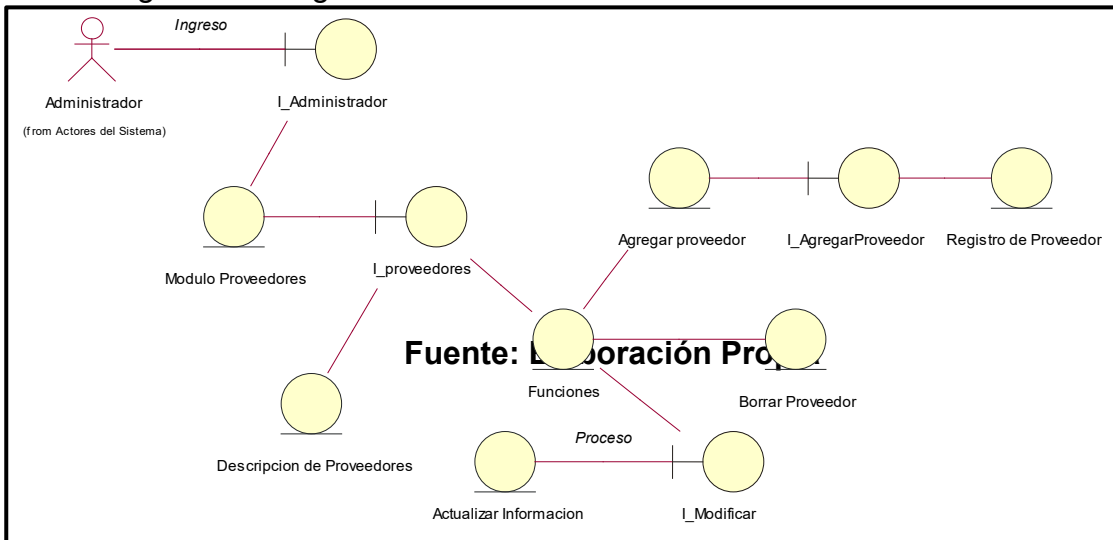 Ingreso
Administrador
(from Actores del Sistema)
I_Administrador
Agregar proveedor
I_AgregarProveedor
Registro de Proveedor
Modulo Proveedores
I_proveedores
Fuente:
Funciones
Borrar Proveedor
Proceso
Descripcion de Proveedores
Actualizar Informacion
I_Modificar